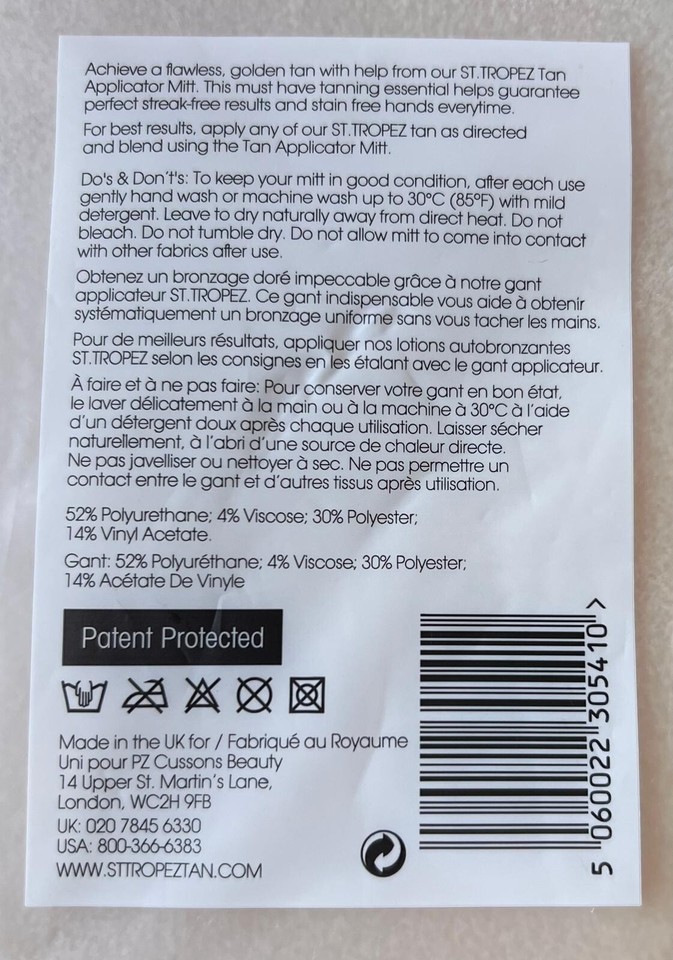 Achieve a flawless, golden tan with help from our ST.TROPEZ Tan
Applicator Mitt. This must have tanning essential helps guarantee
perfect streak-free results and stain free hands everytime.
For best results, apply any of our ST.TROPEZ tan as directed
and blend using the Tan Applicator Mitt.
Do's & Don't's: To keep your mitt in good condition, after each use
gently hand wash or machine wash up to 30°C (85°F) with mild
detergent. Leave to dry naturally away from direct heat. Do not
bleach. Do not tumble dry. Do not allow mitt to come into contact
with other fabrics after use.
Obtenez un bronzage doré impeccable grâce à notre gant
applicateur ST.TROPEZ. Ce gant indispensable vous aide à obtenir
systématiquement un bronzage uniforme sans vous tacher les mains.
Pour de meilleurs résultats, appliquer nos lotions autobronzantes
ST.TROPEZ selon les consignes en les étalant avec le gant applicateur.
À faire et à ne pas faire: Pour conserver votre gant en bon état,
le laver délicatement à la main ou à la machine à 30°C à l'aide
d'un détergent doux après chaque utilisation. Laisser sécher
naturellement, à l'abri d'une source de chaleur directe.
Ne pas javelliser ou nettoyer à sec. Ne pas permettre un
contact entre le gant et d'autres tissus après utilisation.
52% Polyurethane; 4% Viscose; 30% Polyester;
14% Vinyl Acetate.
Gant: 52% Polyuréthane; 4% Viscose; 30% Polyester;
14% Acétate De Vinyle
Patent Protected
Made in the UK for / Fabriqué au Royaume
Uni pour PZ Cussons Beauty
14 Upper St. Martin's Lane,
London, WC2H 9FB
UK: 020 7845 6330
USA: 800-366-6383
WWW.STTROPEZTAN.COM
5 060022 305410 >